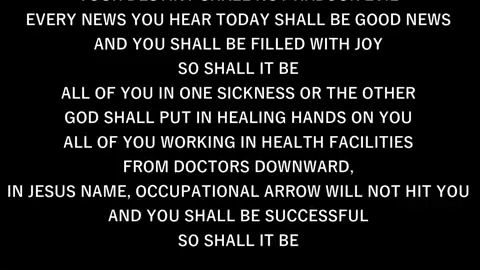 EVERY NEWS YOU HEAR TODAY SHALL BE GOOD NEWS
AND YOU SHALL BE FILLED WITH JOY
SO SHALL IT BE
ALL OF YOU IN ONE SICKNESS OR THE OTHER
GOD SHALL PUT IN HEALING HANDS ON YOU
ALL OF YOU WORKING IN HEALTH FACILITIES
FROM DOCTORS DOWNWARD,
IN JESUS NAME, OCCUPATIONAL ARROW WILL NOT HIT YOU
AND YOU SHALL BE SUCCESSFUL
SO SHALL IT BE